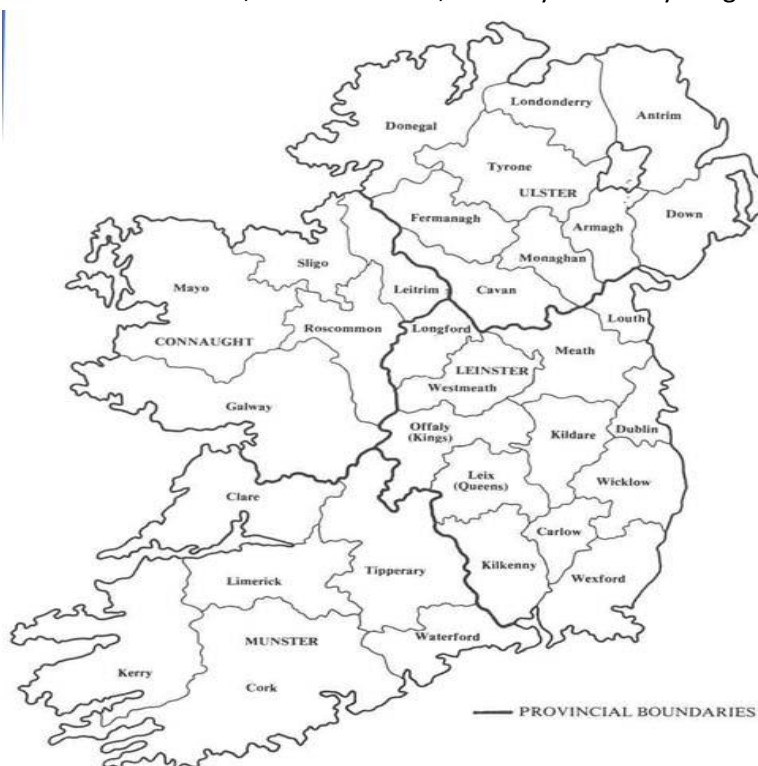 Londonderry
Antrim
Donegal
Tyrone
ULSTER
Fermanagh
Armagh
Down
Monaghan
Sligo
Mayo
Leitrim
Cavan
Roscommon
Longford
Louth
CONNAUGHT
Meath
LEINSTER
Westmeath
Galway
Offaly
(Kings)
Kildare
Dublin
Leix
(Queens)
Wicklow
Clare
Carlow
Kilkenny
Tipperary
Limerick
Wexford
Waterford
MUNSTER
Kerry
Cork
PROVINCIAL BOUNDARIES